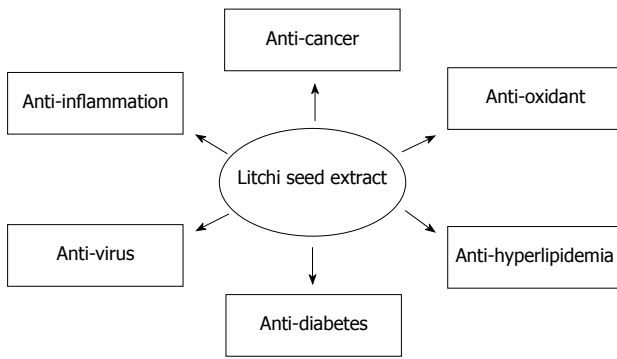 Anti-cancer
Anti-inflammation
Anti-oxidant
Litchi seed extract
Anti-virus
Anti-hyperlipidemia
Anti-diabetes